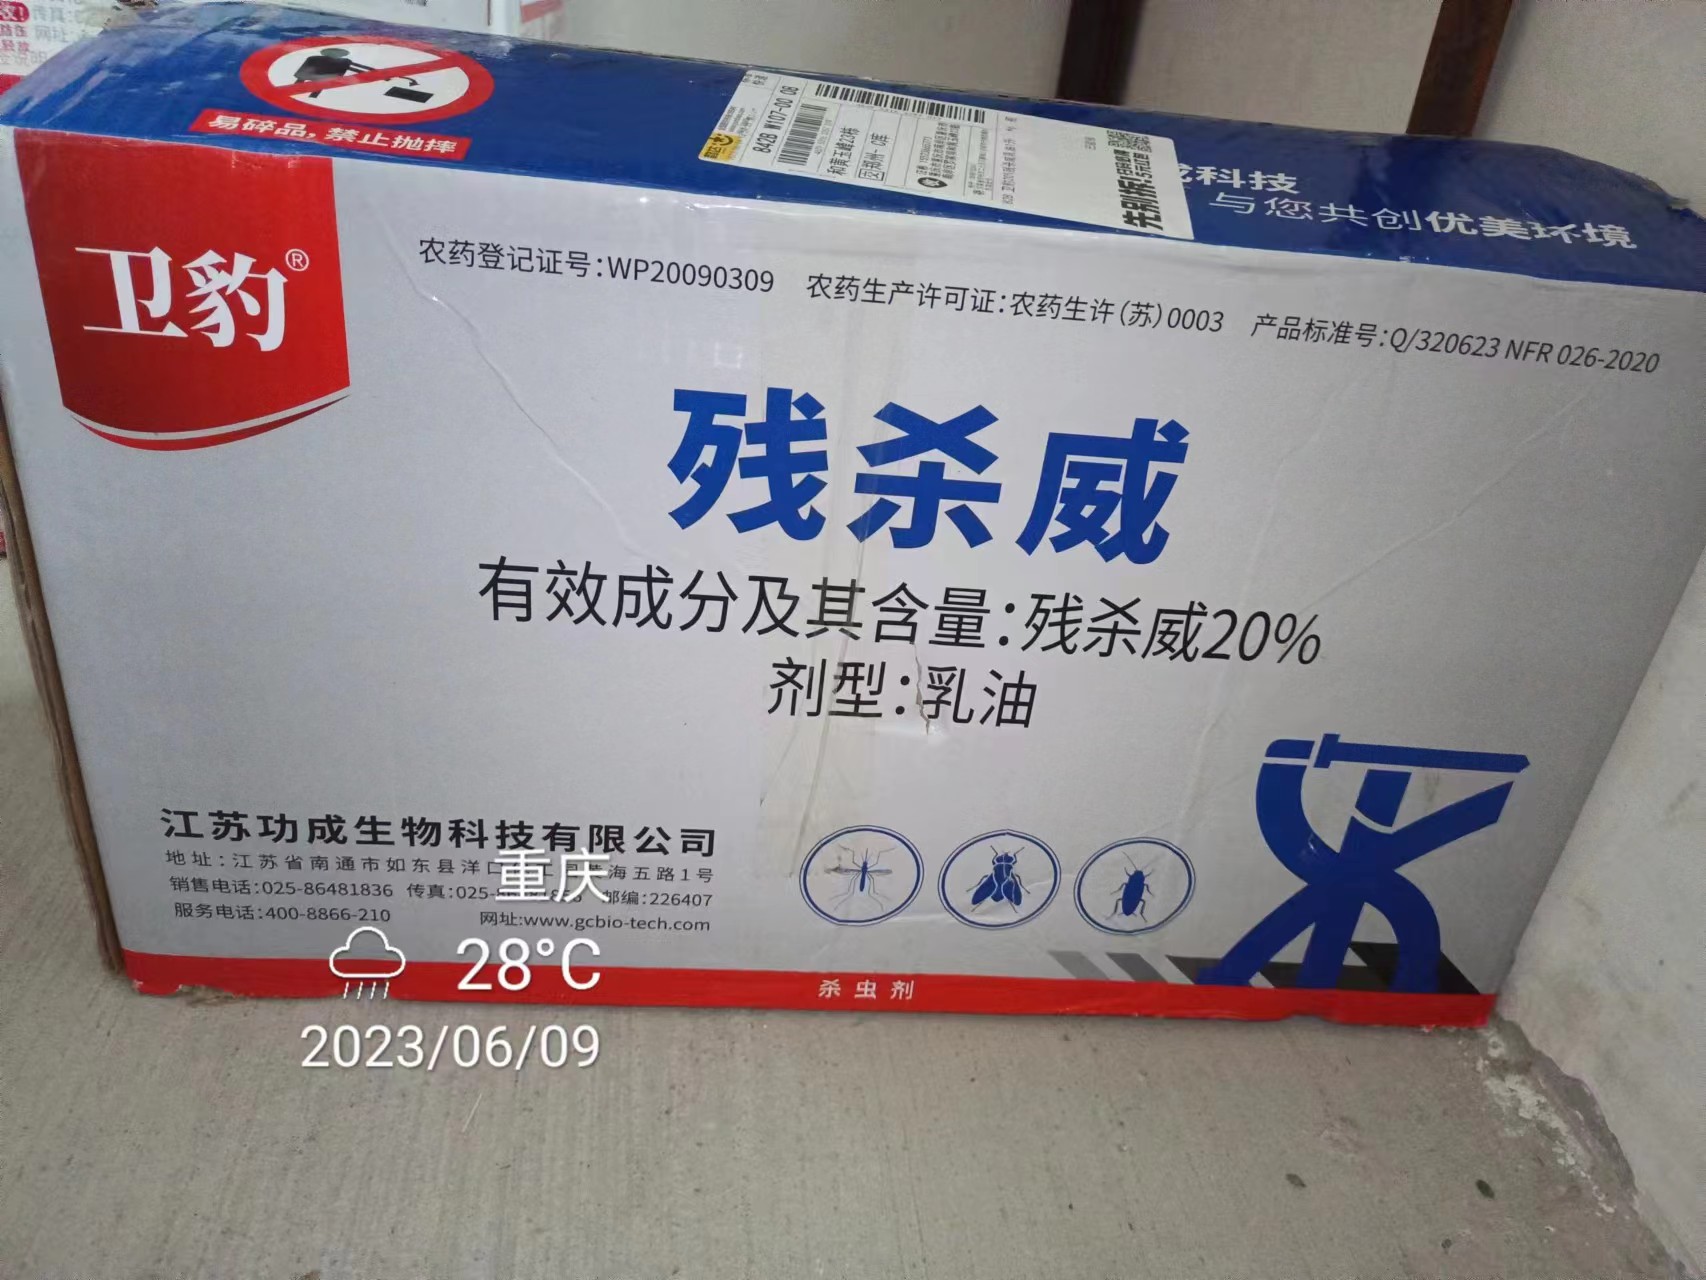 易碎品，禁止抛摔
8428 W107-00 08
科技
与您共创优美环境
卫豹®
农药登记证号：WP20090309 农药生产许可证：农药生许（苏）0003 产品标准号：Q/320623 NFR 026-2020
残杀威
有效成分及其含量：残杀威20%
剂型：乳油
江苏功成生物科技有限公司
地址：江苏省南通市如东县洋口 海五路1号
销售电话：025-86481836 传真：025- 邮编：226407
服务电话：400-8866-210 网址：www.gcbio-tech.com
杀虫剂
重庆
28°C
2023/06/09